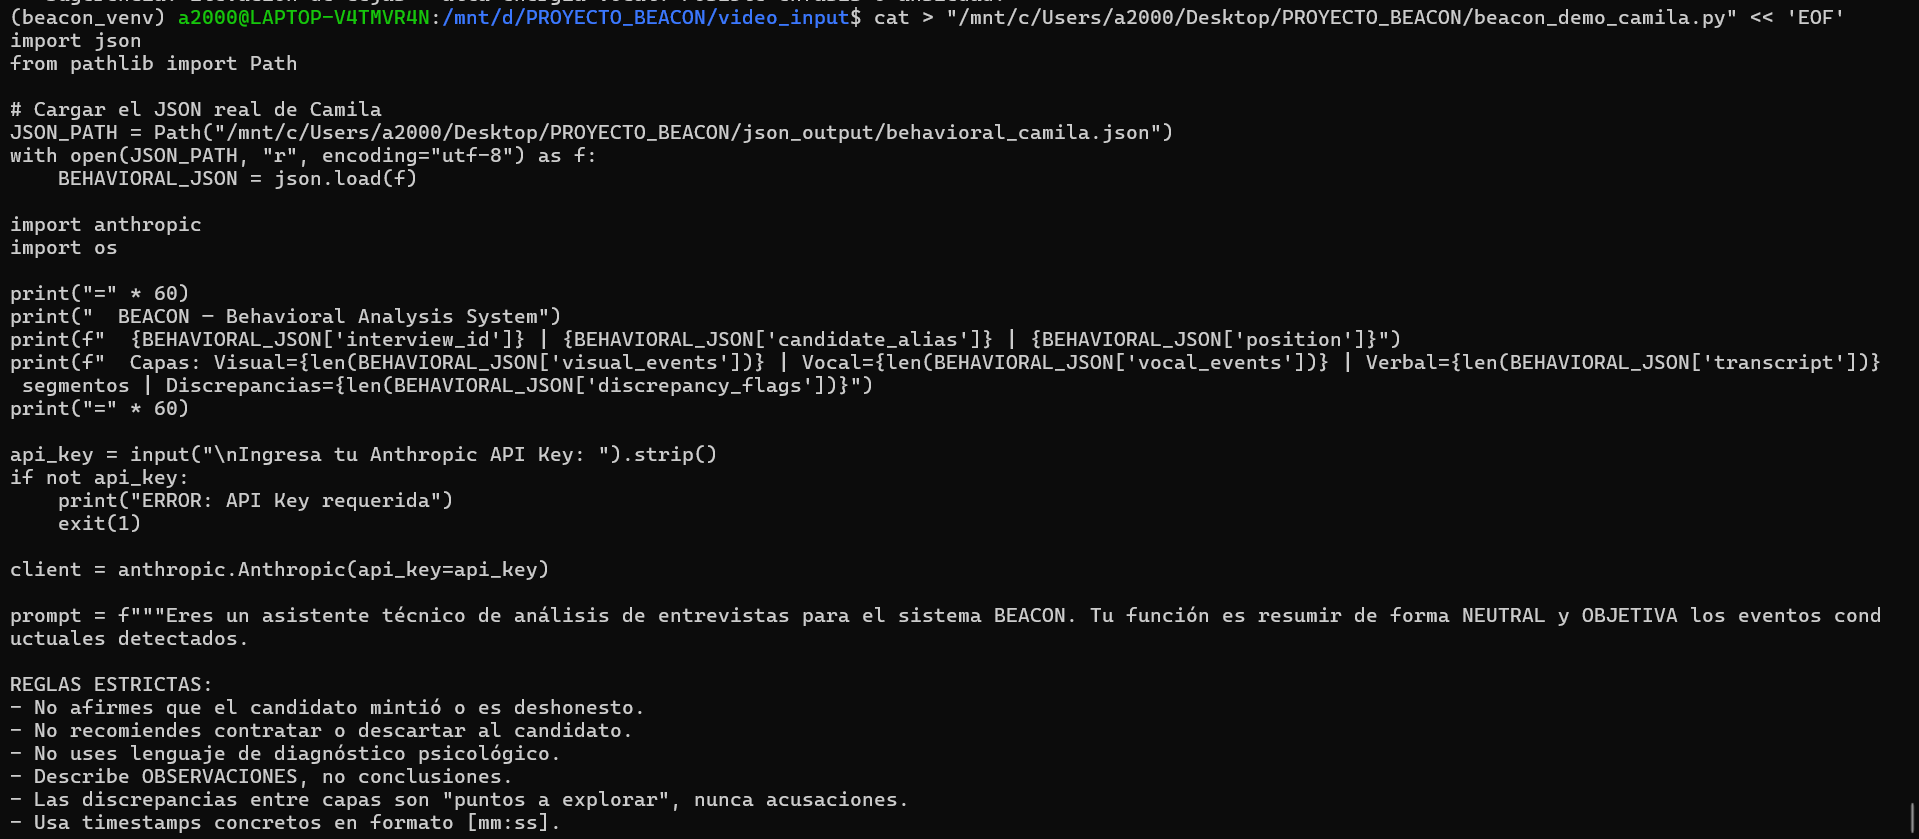 (beacon_venv) a2000@LAPTOP-V4TMVR4N:/mnt/d/PROYECTO_BEACON/video_input$ cat > "/mnt/c/Users/a2000/Desktop/PROYECTO_BEACON/beacon_demo_camila.py" << 'EOF'
import json
from pathlib import Path

# Cargar el JSON real de Camila
JSON_PATH = Path("/mnt/c/Users/a2000/Desktop/PROYECTO_BEACON/json_output/behavioral_camila.json")
with open(JSON_PATH, "r", encoding="utf-8") as f:
    BEHAVIORAL_JSON = json.load(f)

import anthropic
import os

print("=" * 60)
print("  BEACON — Behavioral Analysis System")
print(f"  {BEHAVIORAL_JSON['interview_id']} | {BEHAVIORAL_JSON['candidate_alias']} | {BEHAVIORAL_JSON['position']}")
print(f"  Capas: Visual={len(BEHAVIORAL_JSON['visual_events'])} | Vocal={len(BEHAVIORAL_JSON['vocal_events'])} | Verbal={len(BEHAVIORAL_JSON['transcript'])}
 segmentos | Discrepancias={len(BEHAVIORAL_JSON['discrepancy_flags'])}")
print("=" * 60)

api_key = input("\nIngresa tu Anthropic API Key: ").strip()
if not api_key:
    print("ERROR: API Key requerida")
    exit(1)

client = anthropic.Anthropic(api_key=api_key)

prompt = f"""Eres un asistente técnico de análisis de entrevistas para el sistema BEACON. Tu función es resumir de forma NEUTRAL y OBJETIVA los eventos cond
uctuales detectados.

REGLAS ESTRICTAS:
- No afirmes que el candidato mintió o es deshonesto.
- No recomiendes contratar o descartar al candidato.
- No uses lenguaje de diagnóstico psicológico.
- Describe OBSERVACIONES, no conclusiones.
- Las discrepancias entre capas son "puntos a explorar", nunca acusaciones.
- Usa timestamps concretos en formato [mm:ss].